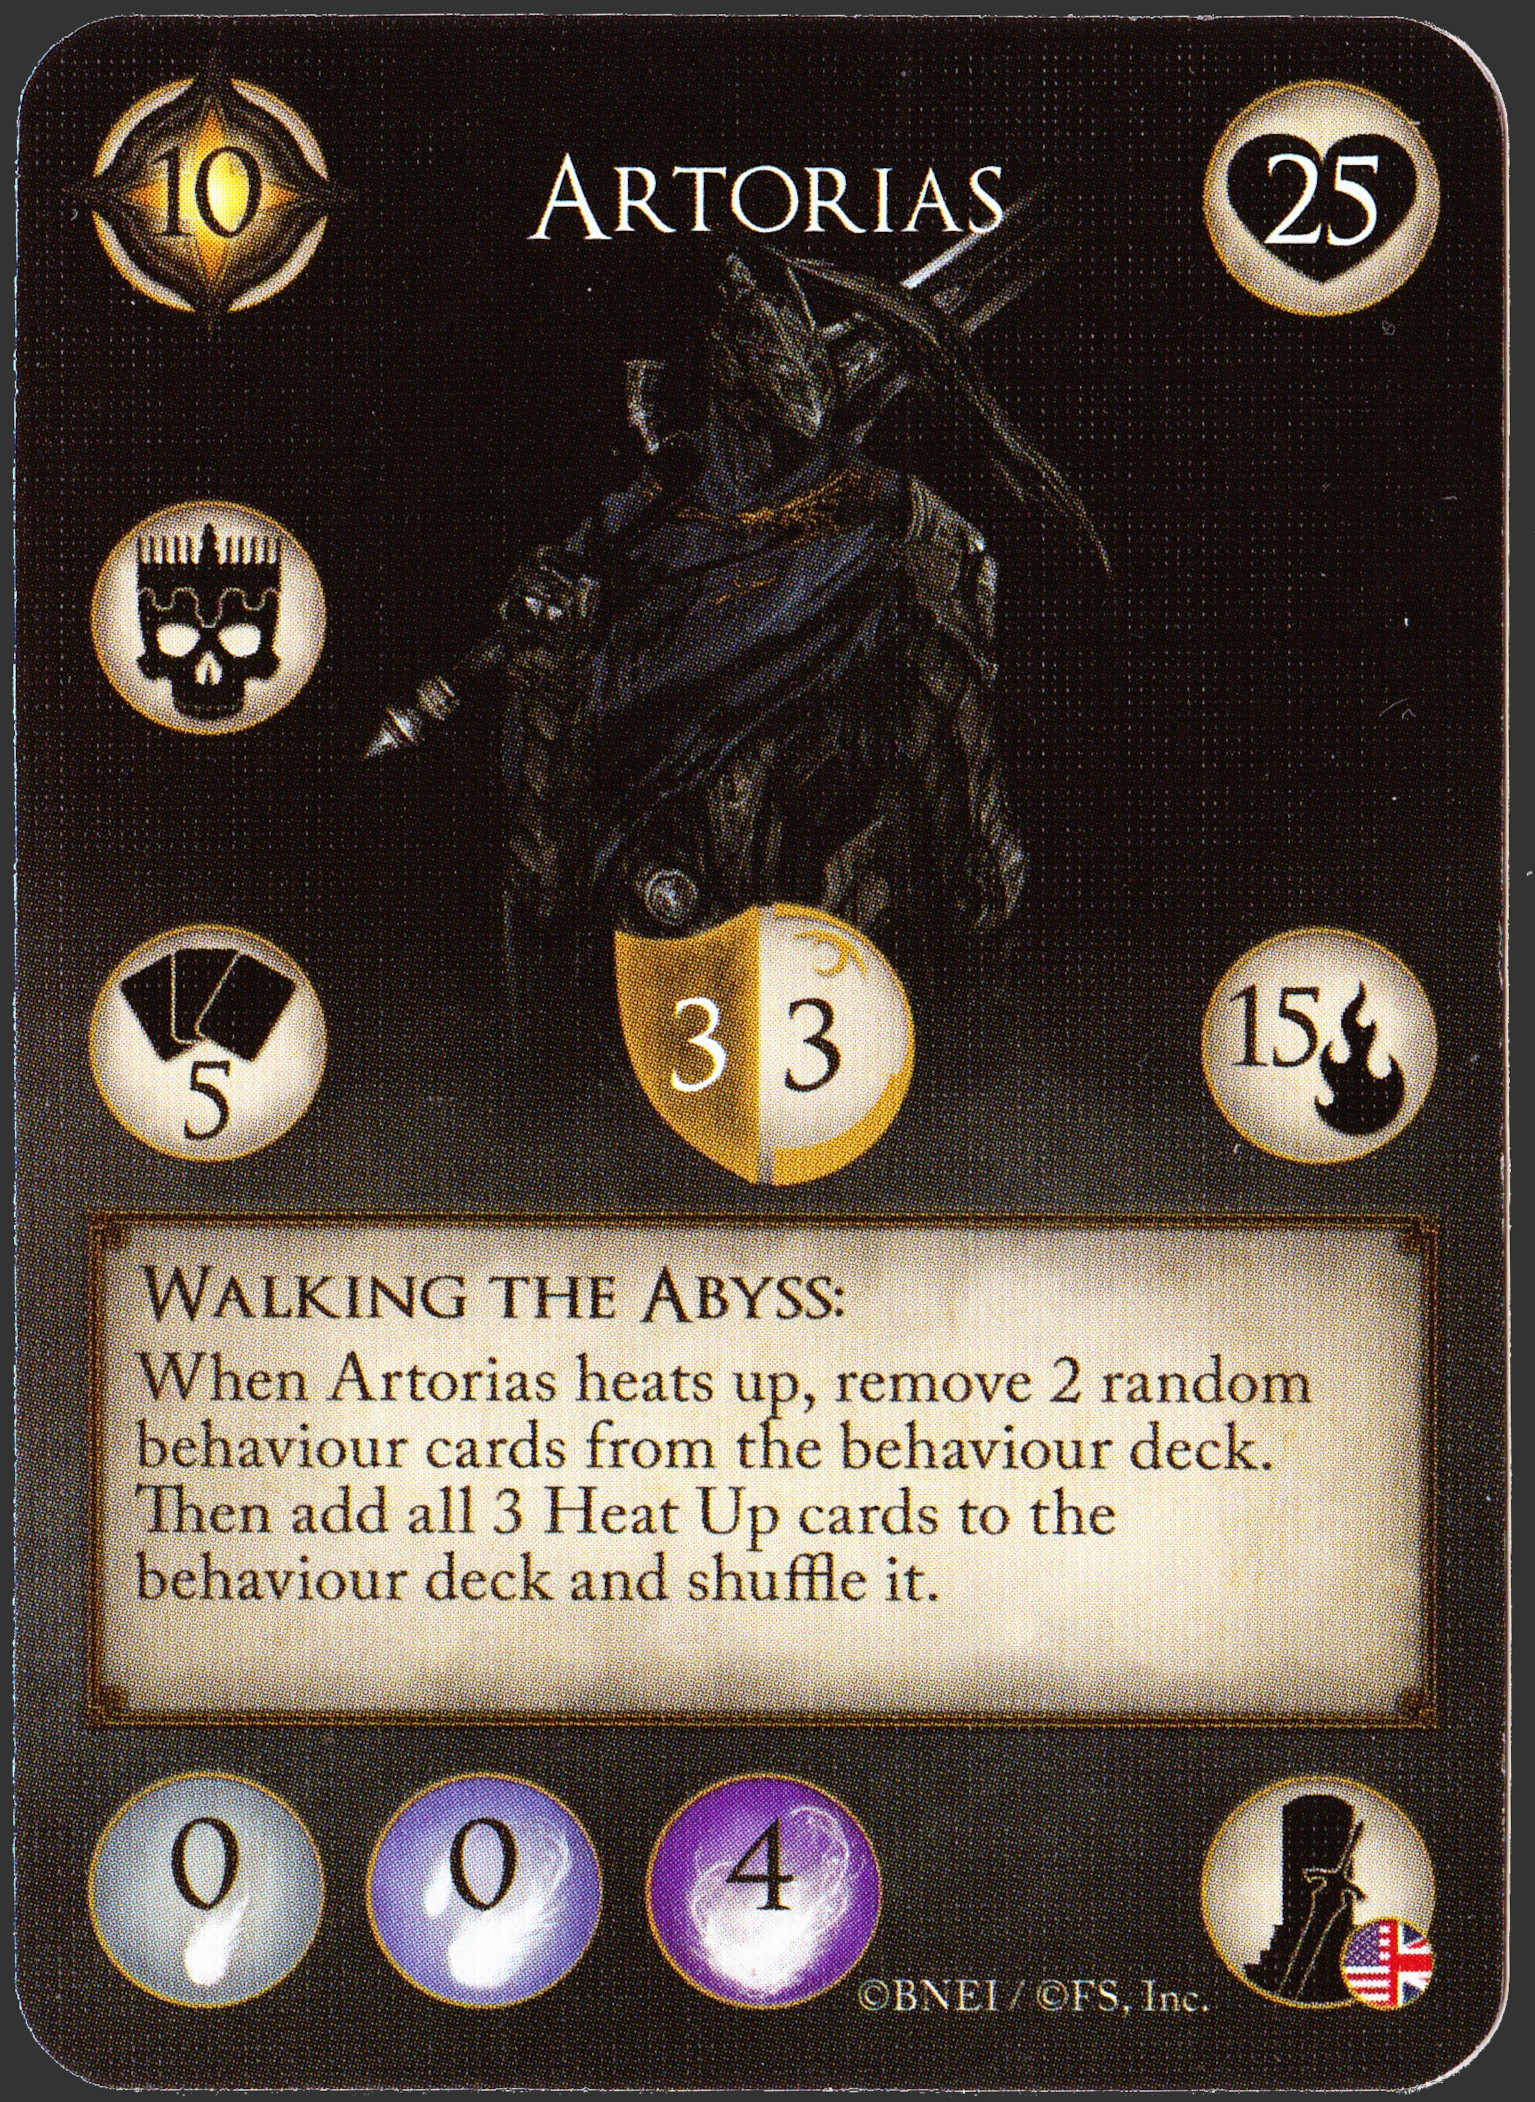 10
ARTORIAS
25
5
3
3
15
WALKING THE ABYSS:
When Artorias heats up, remove 2 random
behaviour cards from the behaviour deck.
Then add all 3 Heat Up cards to the
behaviour deck and shuffle it.
0
0
4
©BNEI / ©FS, Inc.